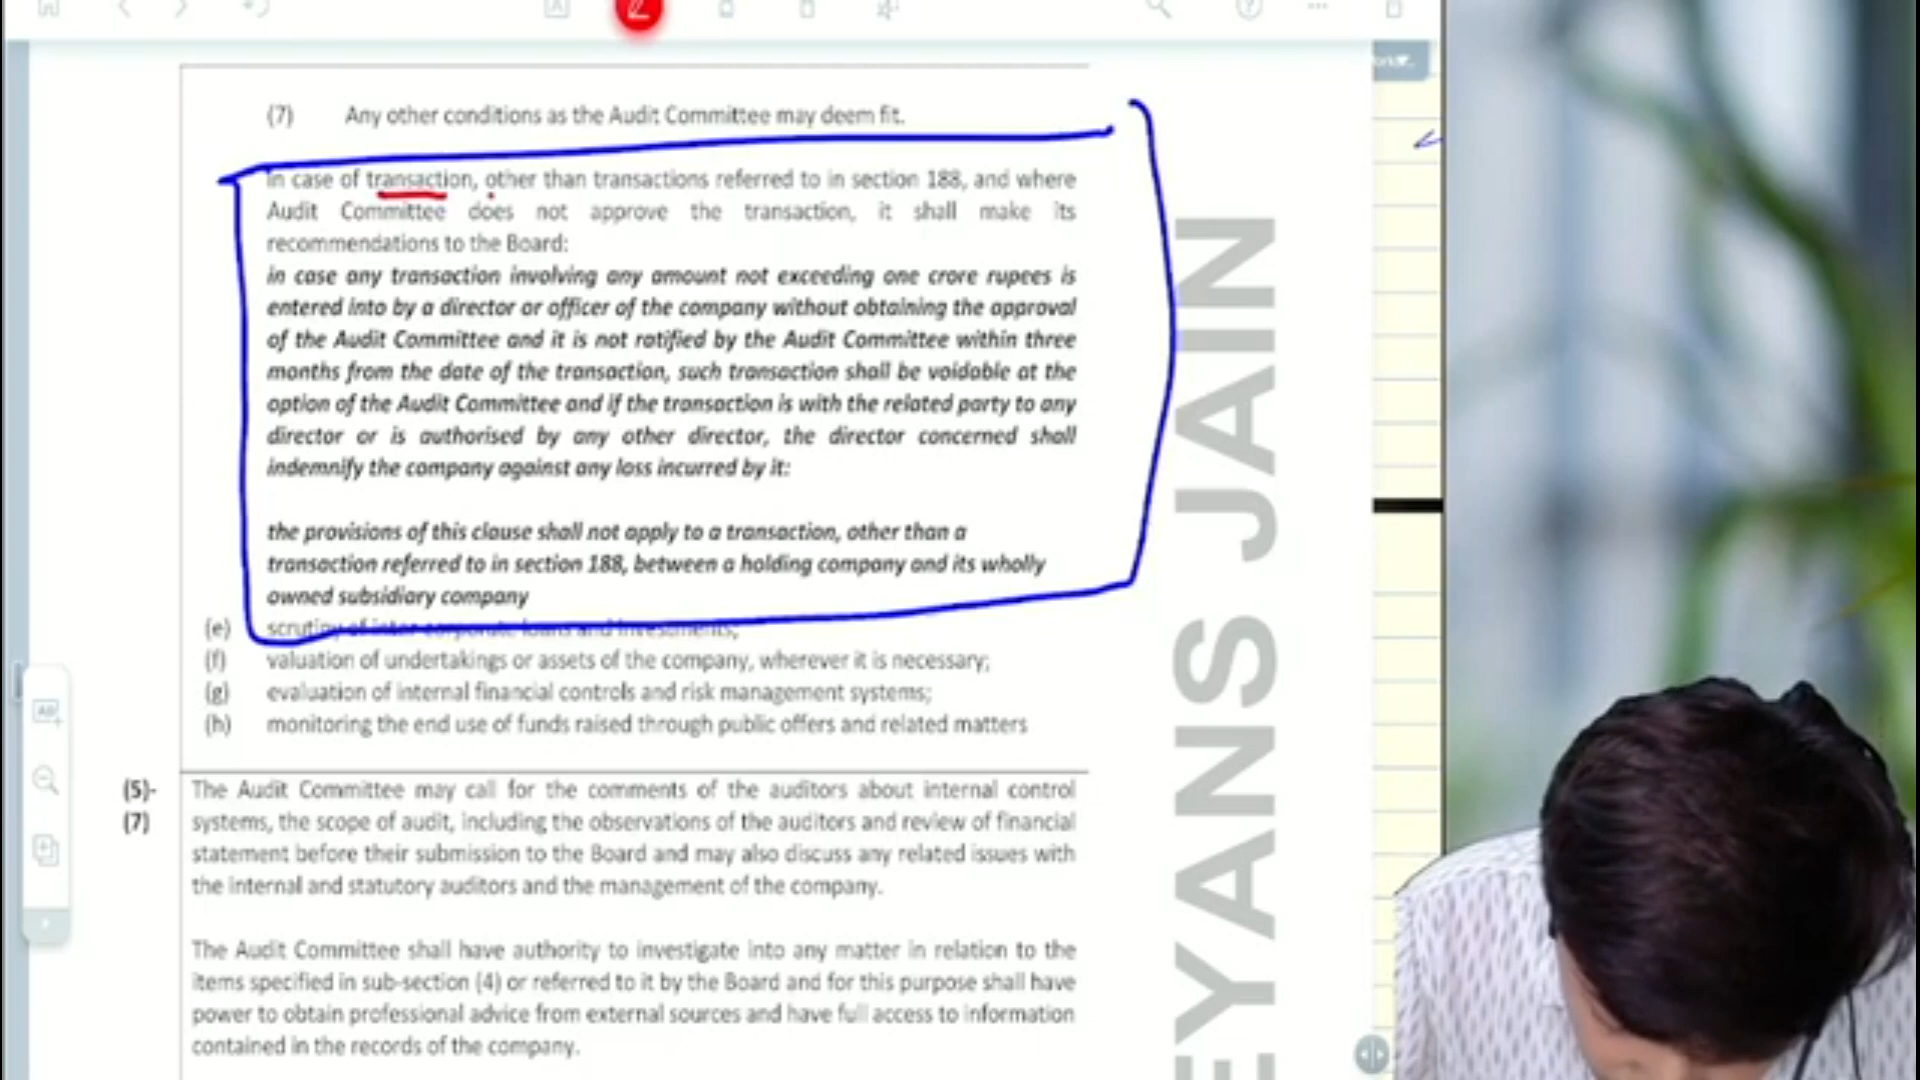 (7) Any other conditions as the Audit Committee may deem fit.
In case of transaction, other than transactions referred to in section 188, and where
Audit Committee does not approve the transaction, it shall make its
recommendations to the Board:
in case any transaction involving any amount not exceeding one crore rupees is
entered into by a director or officer of the company without obtaining the approval
of the Audit Committee and it is not ratified by the Audit Committee within three
months from the date of the transaction, such transaction shall be voidable at the
option of the Audit Committee and if the transaction is with the related party to any
director or is authorised by any other director, the director concerned shall
indemnify the company against any loss incurred by it:
the provisions of this clause shall not apply to a transaction, other than a
transaction referred to in section 188, between a holding company and its wholly
owned subsidiary company
(e) scrutiny of inter-corporate loans and investments;
(f) valuation of undertakings or assets of the company, wherever it is necessary;
(g) evaluation of internal financial controls and risk management systems;
(h) monitoring the end use of funds raised through public offers and related matters
(5)- The Audit Committee may call for the comments of the auditors about internal control
(7) systems, the scope of audit, including the observations of the auditors and review of financial
statement before their submission to the Board and may also discuss any related issues with
the internal and statutory auditors and the management of the company.
The Audit Committee shall have authority to investigate into any matter in relation to the
items specified in sub-section (4) or referred to it by the Board and for this purpose shall have
power to obtain professional advice from external sources and have full access to information
contained in the records of the company.
EYANS JAIN